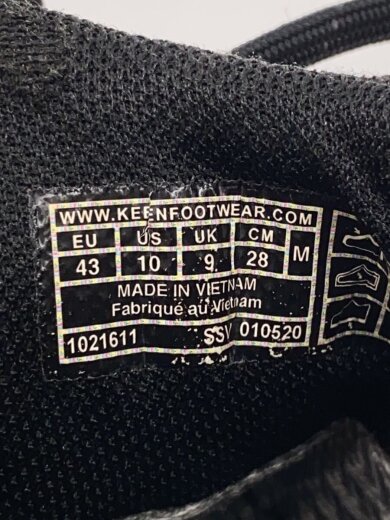 WWW.KEENFOOTWEAR.COM
EU US UK CM M
43 10 9 28
MADE IN VIETNAM
Fabriqué au Vietnam
1021611 SSV 010520